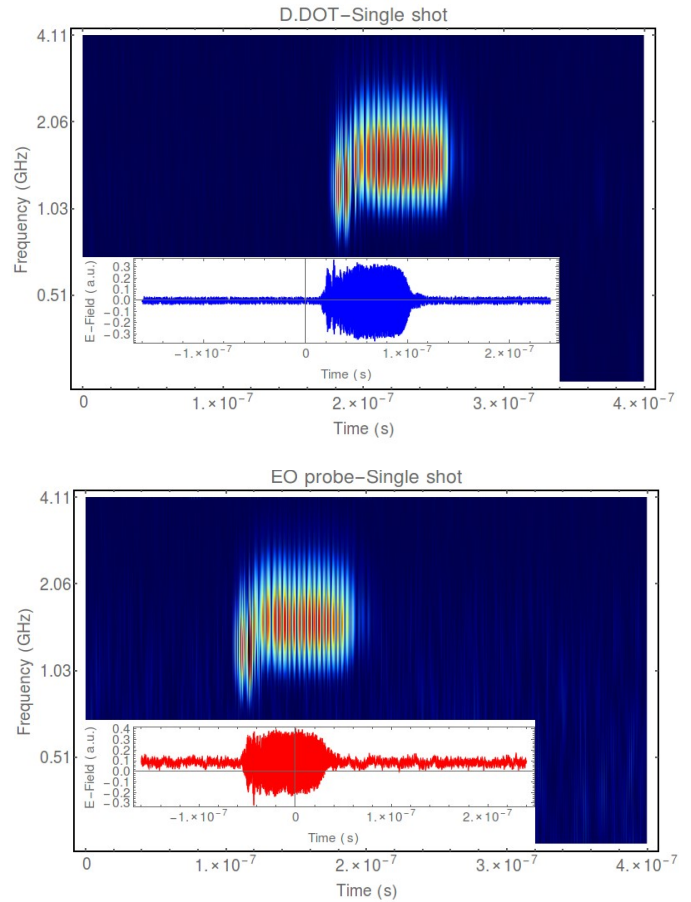 D.DOT−Single shot
4.11
2.06
1.03
0.51
Frequency (GHz)
0.3
0.2
0.1
0.0
−0.1
−0.2
−0.3
E−Field (a.u.)
−1.×10⁻⁷ 0 1.×10⁻⁷ 2.×10⁻⁷
Time (s)
0 1.×10⁻⁷ 2.×10⁻⁷ 3.×10⁻⁷ 4.×10⁻⁷
Time (s)
EO probe−Single shot
4.11
2.06
1.03
0.51
Frequency (GHz)
0.4
0.3
0.2
0.1
0.0
−0.1
−0.2
−0.3
E−Field (a.u.)
−1.×10⁻⁷ 0 1.×10⁻⁷ 2.×10⁻⁷
Time (s)
0 1.×10⁻⁷ 2.×10⁻⁷ 3.×10⁻⁷ 4.×10⁻⁷
Time (s)